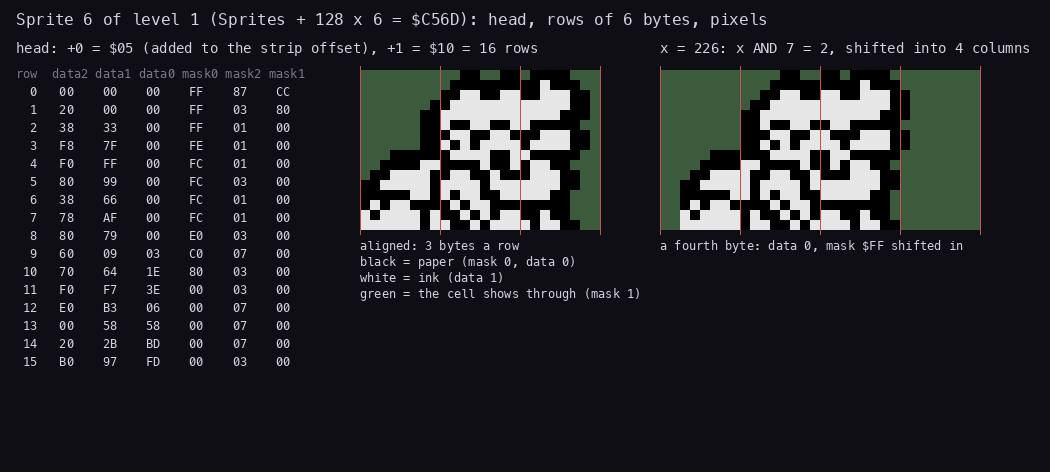 Sprite 6 of level 1 (Sprites + 128 x 6 = $C56D): head, rows of 6 bytes, pixels
head: +0 = $05 (added to the strip offset), +1 = $10 = 16 rows
x = 226: x AND 7 = 2, shifted into 4 columns
row data2 data1 data0 mask0 mask2 mask1
0 00 00 00 FF 87 CC
1 20 00 00 FF 03 80
2 38 33 00 FF 01 00
3 F8 7F 00 FE 01 00
4 F0 FF 00 FC 01 00
5 80 99 00 FC 03 00
6 38 66 00 FC 01 00
7 78 AF 00 FC 01 00
8 80 79 00 E0 03 00
9 60 09 03 C0 07 00
10 70 64 1E 80 03 00
11 F0 F7 3E 00 03 00
12 E0 B3 06 00 07 00
13 00 58 58 00 07 00
14 20 2B BD 00 07 00
15 B0 97 FD 00 03 00
aligned: 3 bytes a row
black = paper (mask 0, data 0)
white = ink (data 1)
green = the cell shows through (mask 1)
a fourth byte: data 0, mask $FF shifted in